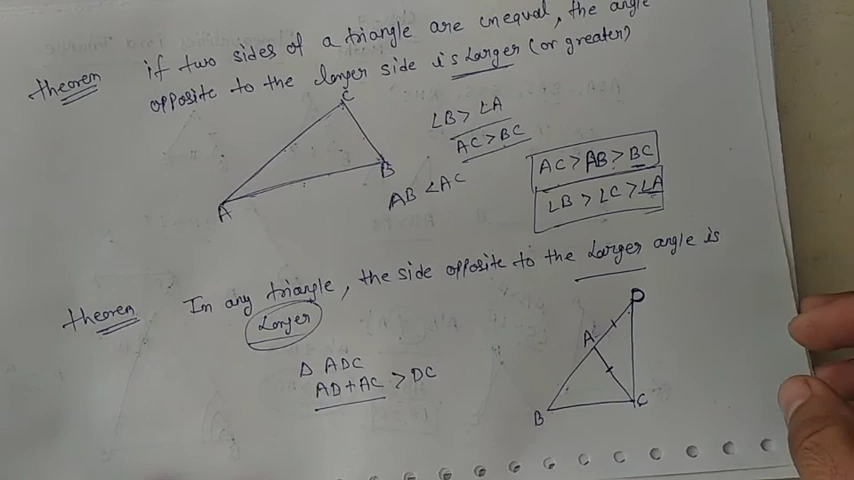 theorem if two sides of a triangle are unequal, the angle
opposite to the longer side is Larger (or greater)
C
A
B
∠B > ∠A
AC > BC
AB < AC
AC > AB > BC
∠B > ∠C > ∠A
theorem In any triangle, the side opposite to the Larger angle is
Longer
Δ ADC
AD + AC > DC
D
A
B
C